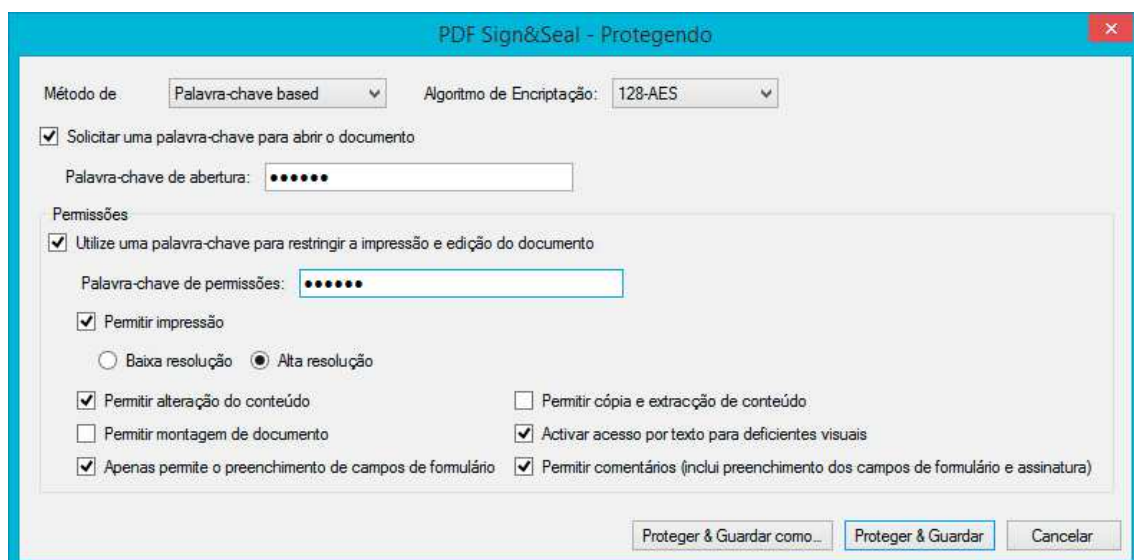 PDF Sign&Seal - Protegendo
Método de Palavra-chave based Algoritmo de Encriptação: 128-AES
Solicitar uma palavra-chave para abrir o documento
Palavra-chave de abertura: ●●●●●●
Permissões
Utilize uma palavra-chave para restringir a impressão e edição do documento
Palavra-chave de permissões: ●●●●●●
Permitir impressão
Baixa resolução Alta resolução
Permitir alteração do conteúdo Permitir cópia e extracção de conteúdo
Permitir montagem de documento Activar acesso por texto para deficientes visuais
Apenas permite o preenchimento de campos de formulário Permitir comentários (inclui preenchimento dos campos de formulário e assinatura)
Proteger & Guardar como... Proteger & Guardar Cancelar